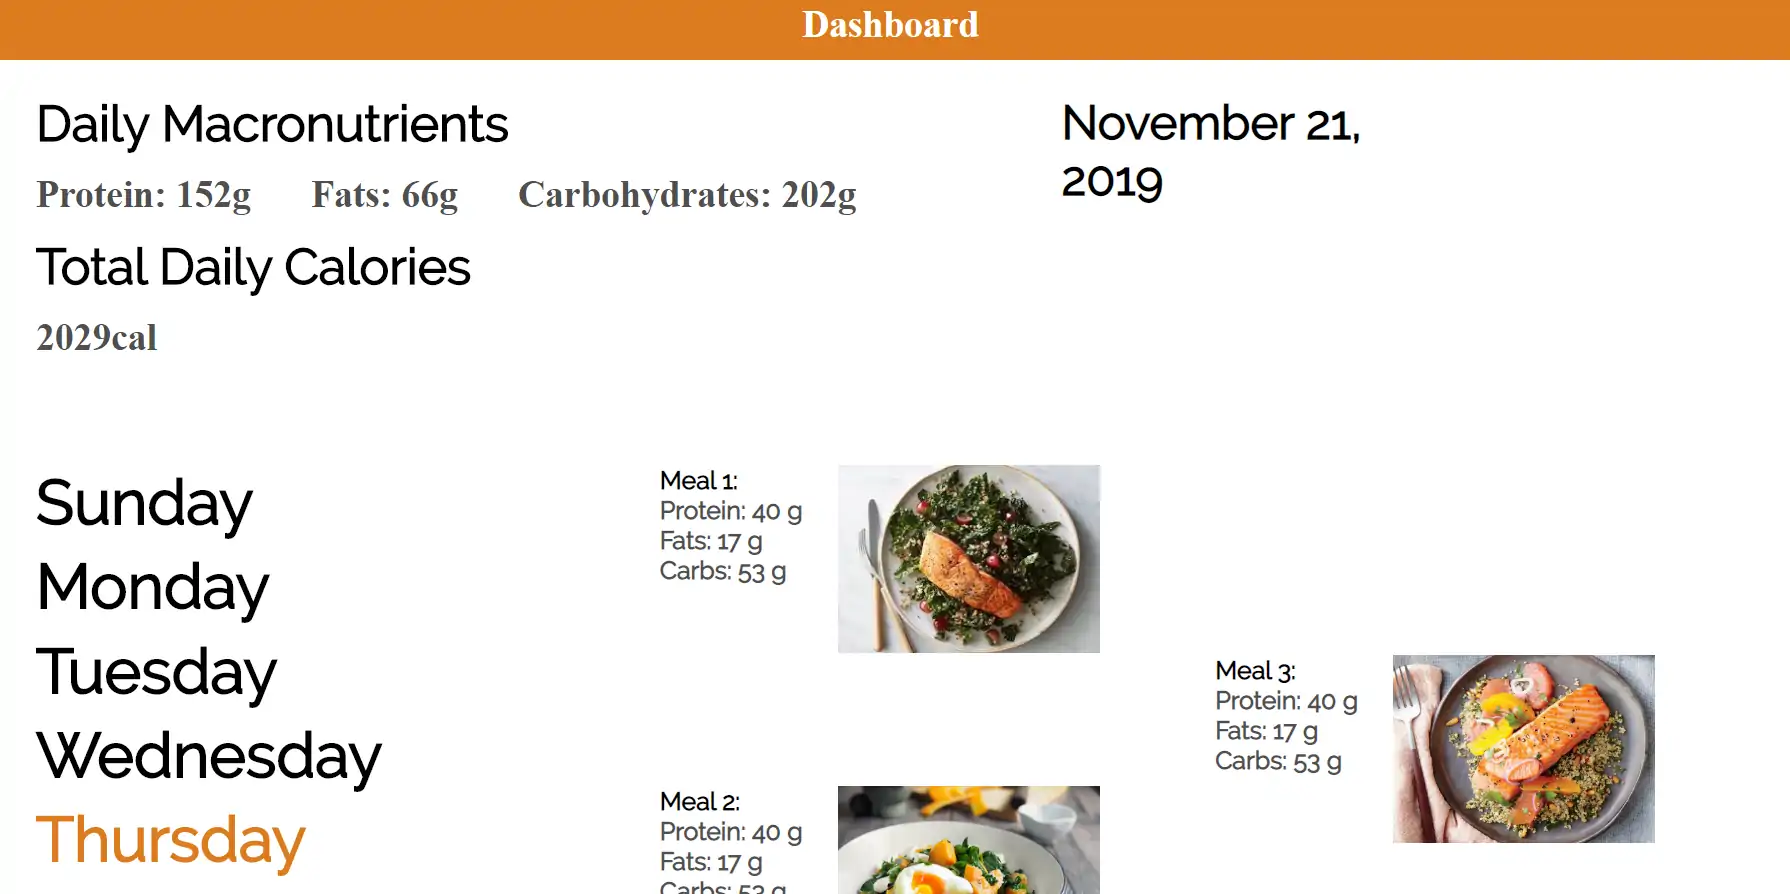 Dashboard
Daily Macronutrients
Protein: 152g Fats: 66g Carbohydrates: 202g
Total Daily Calories
2029cal
November 21,
2019
Sunday
Monday
Tuesday
Wednesday
Thursday
Meal 1:
Protein: 40 g
Fats: 17 g
Carbs: 53 g
Meal 2:
Protein: 40 g
Fats: 17 g
Carbs: 53 g
Meal 3:
Protein: 40 g
Fats: 17 g
Carbs: 53 g